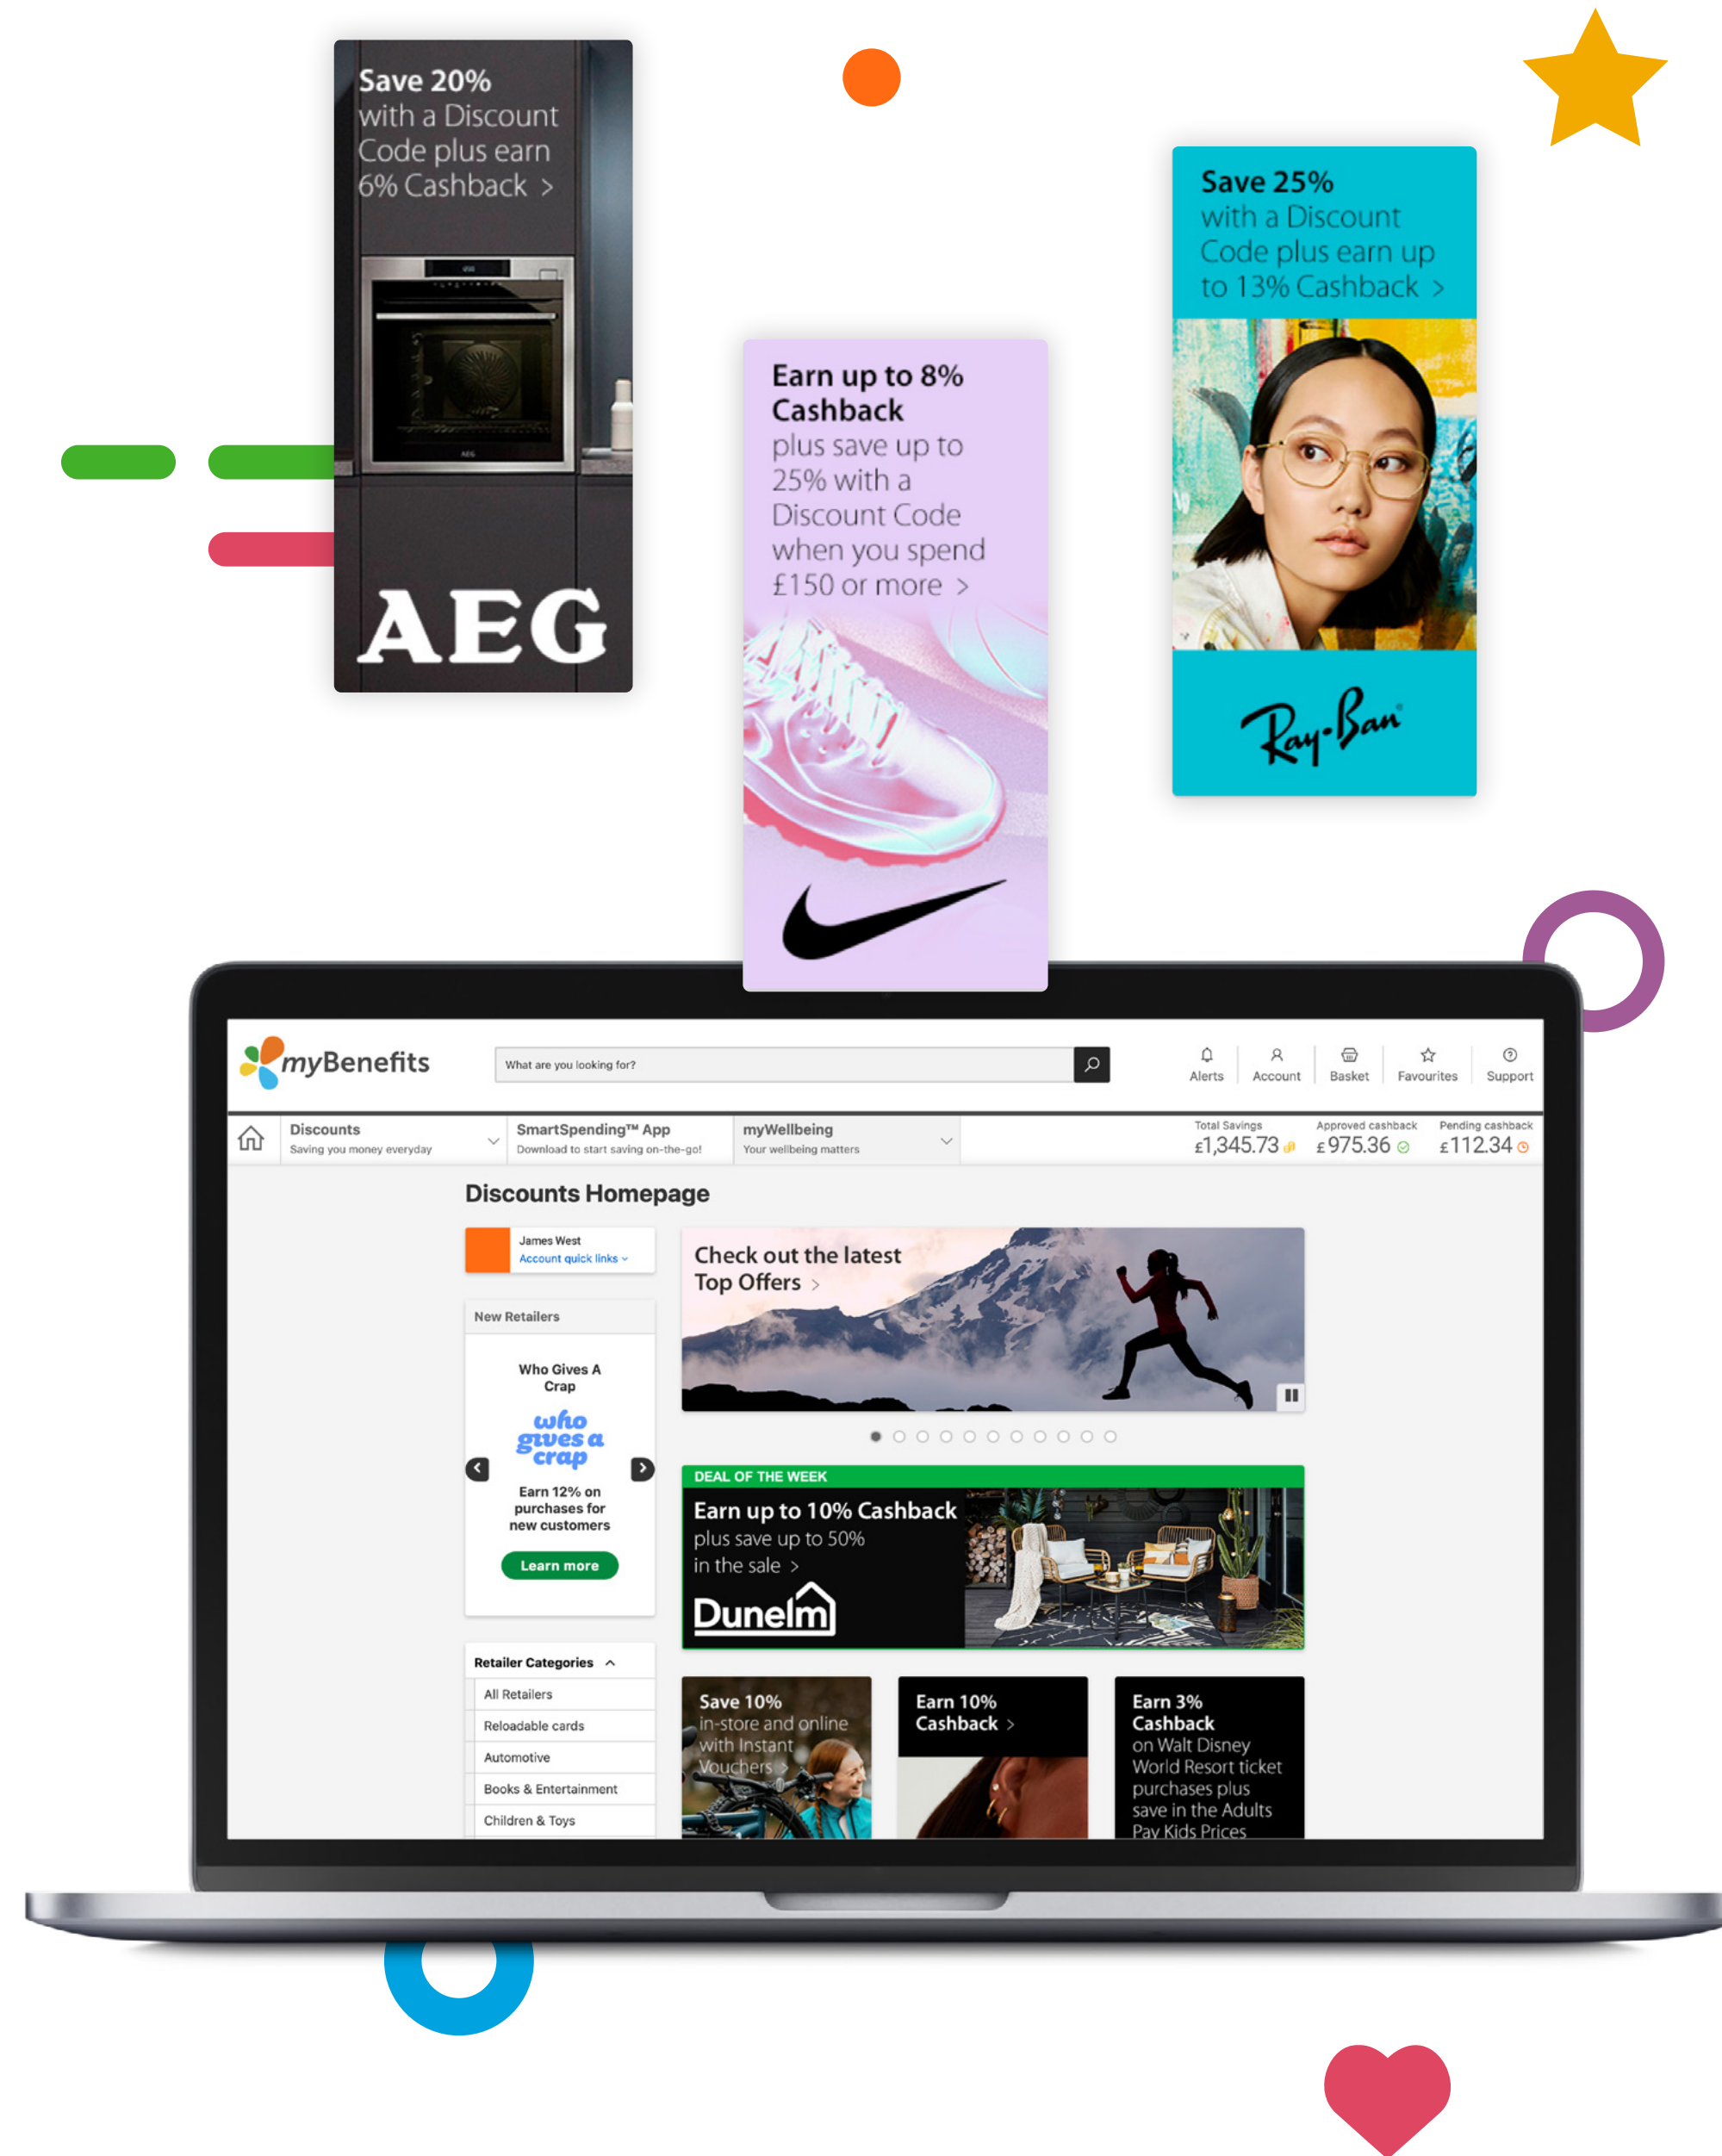 Save 20%
with a Discount
Code plus earn
6% Cashback >
AEG
AEG
Save 25%
with a Discount
Code plus earn up
to 13% Cashback >
Ray-Ban
Earn up to 8%
Cashback
plus save up to
25% with a
Discount Code
when you spend
£150 or more >
myBenefits
What are you looking for?
Alerts
Account
Basket
Favourites
Support
Discounts
Saving you money everyday
SmartSpending™ App
Download to start saving on-the-go!
myWellbeing
Your wellbeing matters
Total Savings
£1,345.73
Approved cashback
£975.36
Pending cashback
£112.34
Discounts Homepage
James West
Account quick links
New Retailers
Who Gives A
Crap
who
gives a
crap
Earn 12% on
purchases for
new customers
Learn more
Retailer Categories
All Retailers
Reloadable cards
Automotive
Books & Entertainment
Children & Toys
Check out the latest
Top Offers >
DEAL OF THE WEEK
Earn up to 10% Cashback
plus save up to 50%
in the sale >
Dunelm
Save 10%
in-store and online
with Instant
Vouchers >
Earn 10%
Cashback >
Earn 3%
Cashback
on Walt Disney
World Resort ticket
purchases plus
save in the Adults
Pay Kids Prices